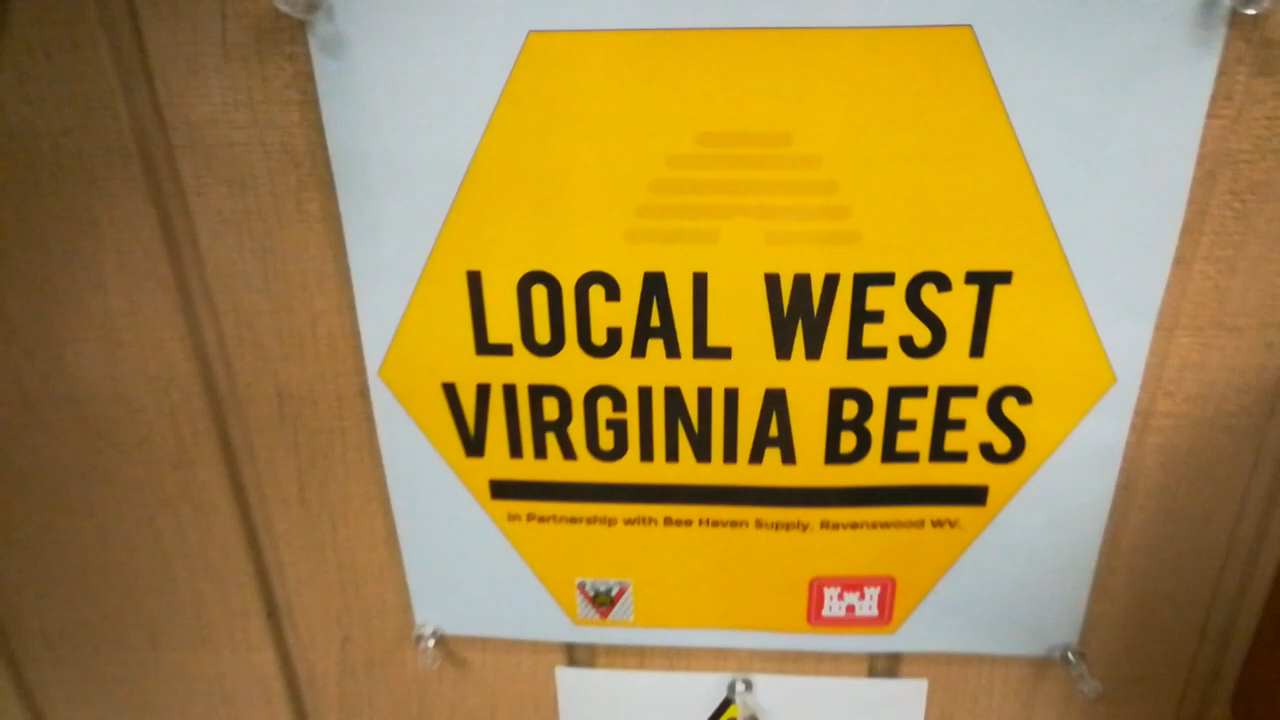 LOCAL WEST
VIRGINIA BEES
In Partnership with Bee Haven Supply, Ravenswood WV.